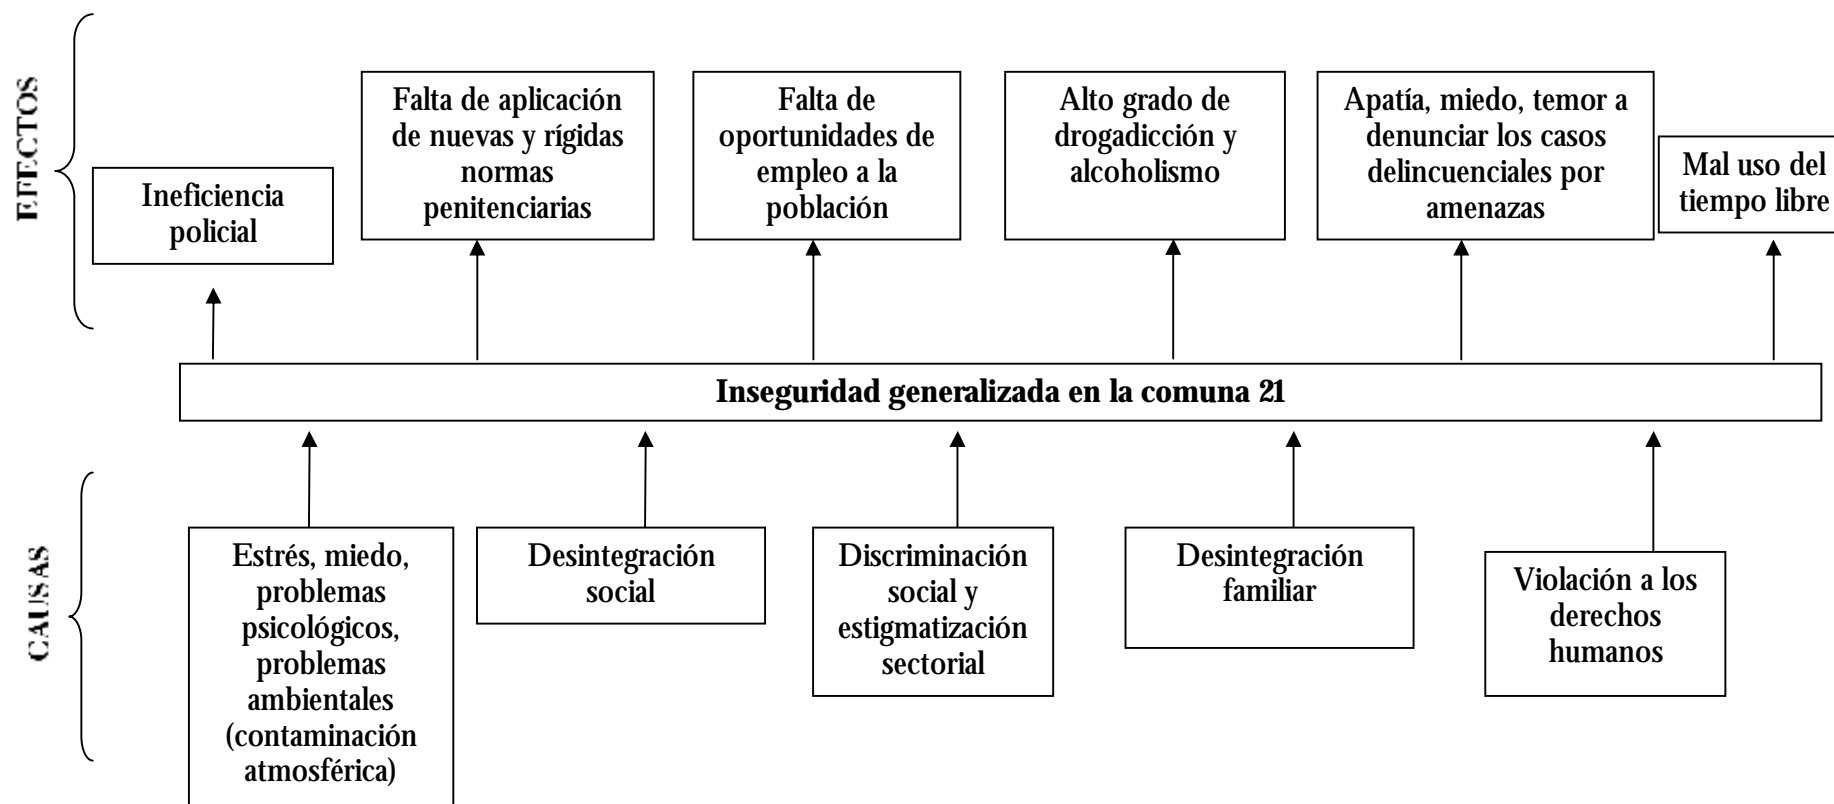 EFECTOS
Ineficiencia
policial
Falta de aplicación
de nuevas y rígidas
normas
penitenciarias
Falta de
oportunidades de
empleo a la
población
Alto grado de
drogadicción y
alcoholismo
Apatía, miedo, temor a
denunciar los casos
delincuenciales por
amenazas
Mal uso del
tiempo libre
Inseguridad generalizada en la comuna 21
CAUSAS
Estrés, miedo,
problemas
psicológicos,
problemas
ambientales
(contaminación
atmosférica)
Desintegración
social
Discriminación
social y
estigmatización
sectorial
Desintegración
familiar
Violación a los
derechos
humanos